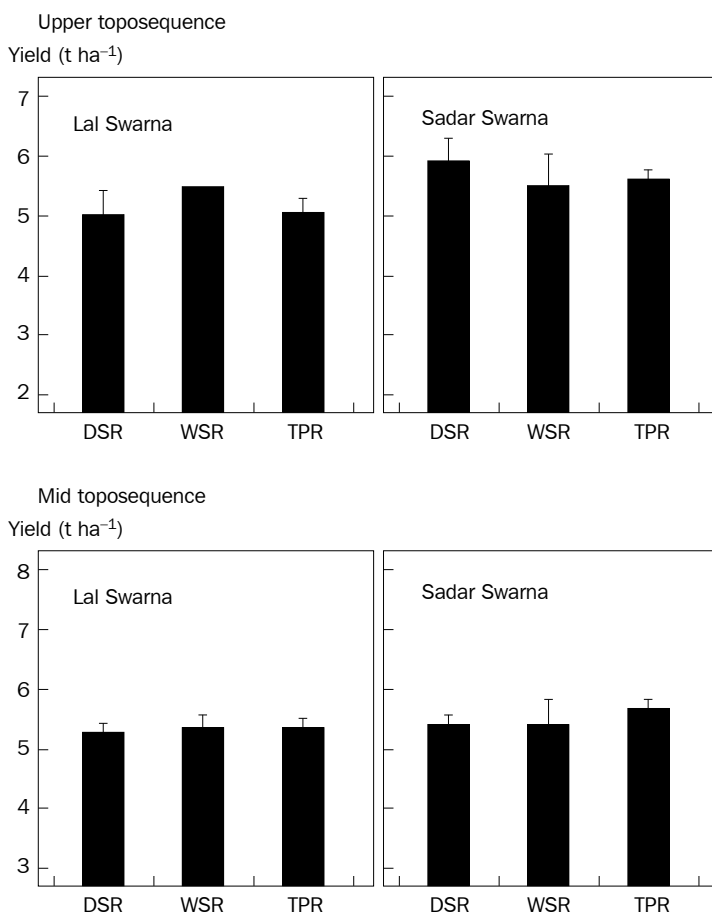 Upper toposequence
Yield (t ha–1)
7
Lal Swarna
Sadar Swarna
6
5
4
3
2
DSR WSR TPR DSR WSR TPR
Mid toposequence
Yield (t ha–1)
8
Lal Swarna
Sadar Swarna
7
6
5
4
3
DSR WSR TPR DSR WSR TPR